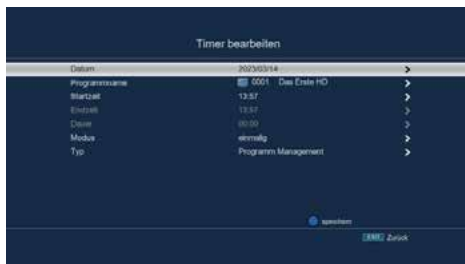 Timer bearbeiten
Datum 2023/03/14
Programmname 0001 Das Erste HD
Startzeit 13:57
Endzeit 13:57
Dauer 00:00
Modus einmalig
Typ Programm Management
speichern
EXIT Zurück